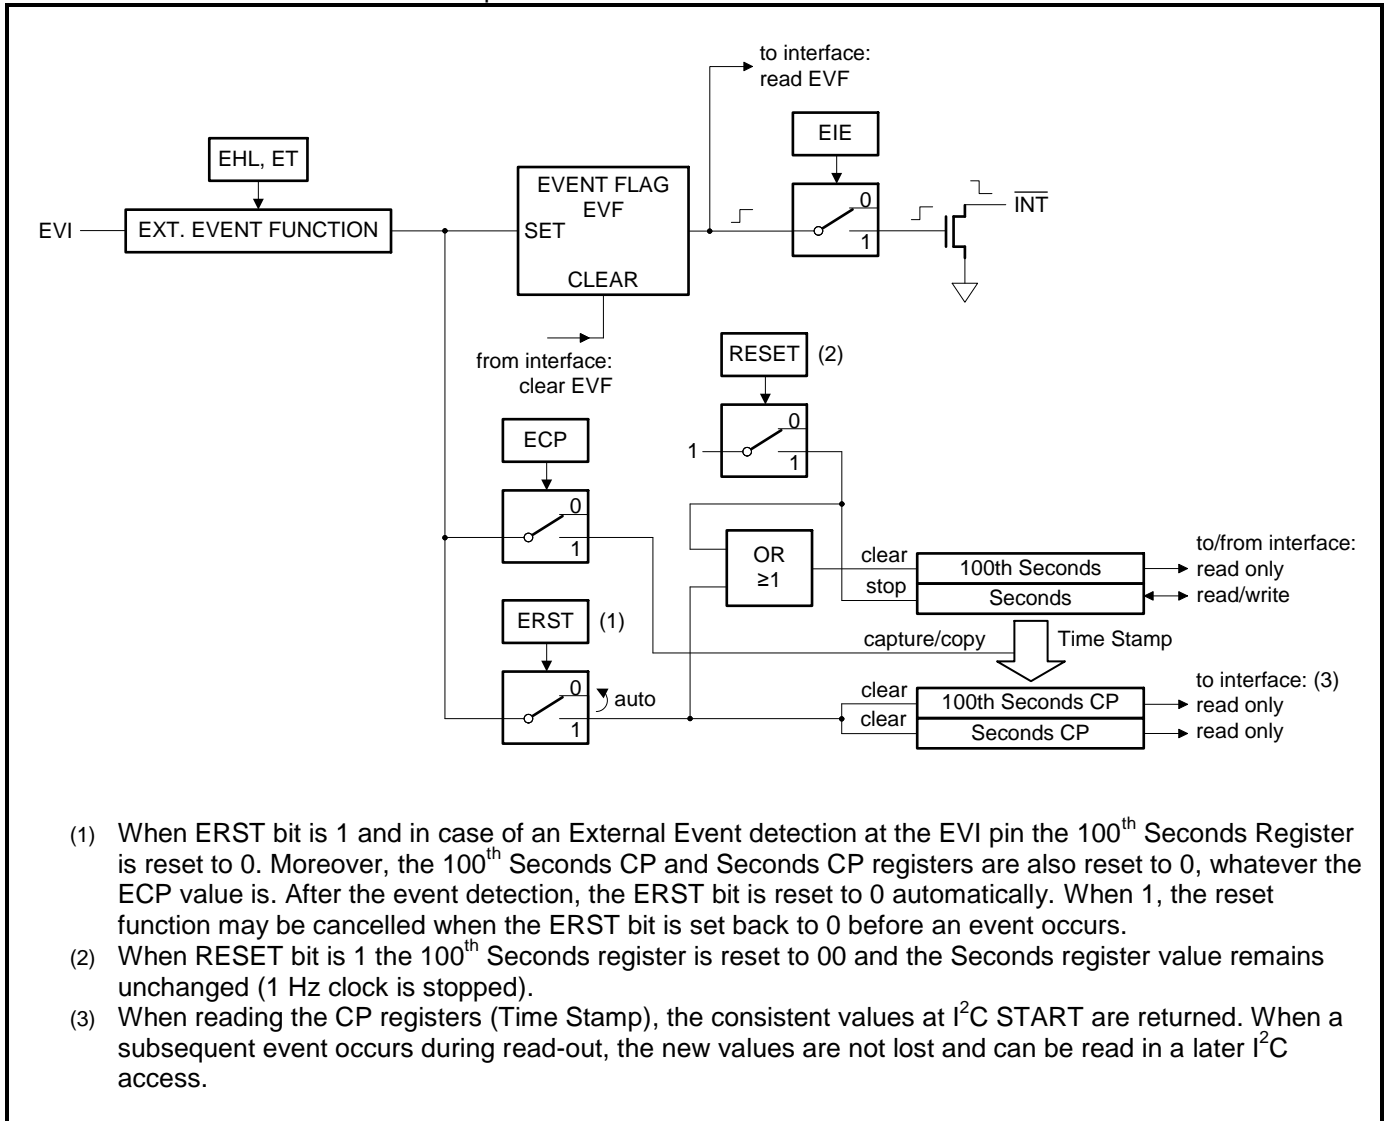 to interface:
read EVF
EIE
EHL, ET
EVENT FLAG
EVF
0
INT
EVI
EXT. EVENT FUNCTION
SET
1
CLEAR
from interface:
clear EVF
RESET (2)
ECP
0
1
1
0
1
OR
≥1
clear
100th Seconds
to/from interface:
read only
stop
Seconds
read/write
ERST (1)
capture/copy
Time Stamp
0
auto
1
clear
100th Seconds CP
to interface: (3)
read only
clear
Seconds CP
read only
(1) When ERST bit is 1 and in case of an External Event detection at the EVI pin the 100th Seconds Register
is reset to 0. Moreover, the 100th Seconds CP and Seconds CP registers are also reset to 0, whatever the
ECP value is. After the event detection, the ERST bit is reset to 0 automatically. When 1, the reset
function may be cancelled when the ERST bit is set back to 0 before an event occurs.
(2) When RESET bit is 1 the 100th Seconds register is reset to 00 and the Seconds register value remains
unchanged (1 Hz clock is stopped).
(3) When reading the CP registers (Time Stamp), the consistent values at I2C START are returned. When a
subsequent event occurs during read-out, the new values are not lost and can be read in a later I2C
access.